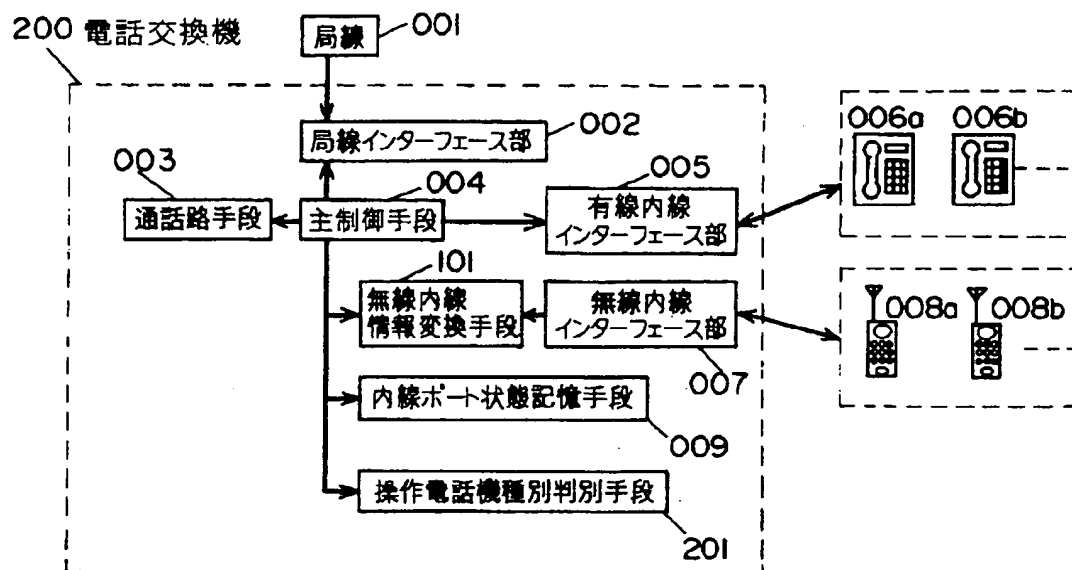 200 電話交換機
局線
001
局線インターフェース部
002
003
通話路手段
004
主制御手段
005
有線内線
インターフェース部
006a
006b
101
無線内線
情報変換手段
無線内線
インターフェース部
007
008a
008b
内線ポート状態記憶手段
009
操作電話機種別判別手段
201